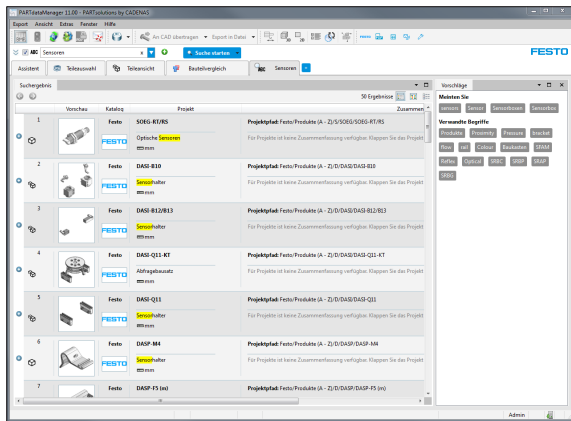 PARTdataManager 11.00 - PARTsolutions by CADENAS
Export Ansicht Extras Fenster Hilfe
An CAD übertragen Export in Datei
ABC Sensoren x Suche starten FESTO
Assistent Teileauswahl Teileansicht Bauteilvergleich Sensoren
Suchergebnis
50 Ergebnisse
Vorschau Katalog Projekt Zusammen
1 Festo SOEG-RT/RS Projektpfad: Festo/Produkte (A - Z)/S/SOEG/SOEG-RT/RS
FESTO Optische Sensoren Für Projekte ist keine Zusammenfassung verfügbar. Klappen Sie das Projekt
mm
2 Festo DASI-B10 Projektpfad: Festo/Produkte (A - Z)/D/DASI/DASI-B10
FESTO Sensorhalter Für Projekte ist keine Zusammenfassung verfügbar. Klappen Sie das Projekt
mm
3 Festo DASI-B12/B13 Projektpfad: Festo/Produkte (A - Z)/D/DASI/DASI-B12/B13
FESTO Sensorhalter Für Projekte ist keine Zusammenfassung verfügbar. Klappen Sie das Projekt
mm
4 Festo DASI-Q11-KT Projektpfad: Festo/Produkte (A - Z)/D/DASI/DASI-Q11-KT
FESTO Abfragebausatz Für Projekte ist keine Zusammenfassung verfügbar. Klappen Sie das Projekt
mm
5 Festo DASI-Q11 Projektpfad: Festo/Produkte (A - Z)/D/DASI/DASI-Q11
FESTO Sensorhalter Für Projekte ist keine Zusammenfassung verfügbar. Klappen Sie das Projekt
mm
6 Festo DASP-M4 Projektpfad: Festo/Produkte (A - Z)/D/DASP/DASP-M4
FESTO Sensorhalter Für Projekte ist keine Zusammenfassung verfügbar. Klappen Sie das Projekt
mm
7 Festo DASP-F5 (m) Projektpfad: Festo/Produkte (A - Z)/D/DASP/DASP-F5 (m)
Vorschläge
Meinten Sie
sensors Sensor Sensorboxen Sensorbox
Verwandte Begriffe
Produkte Proximity Pressure bracket
flow rail Colour Baukasten SFAM
Reflex Optical SRBC SRBP SRAP
SRBG
Admin